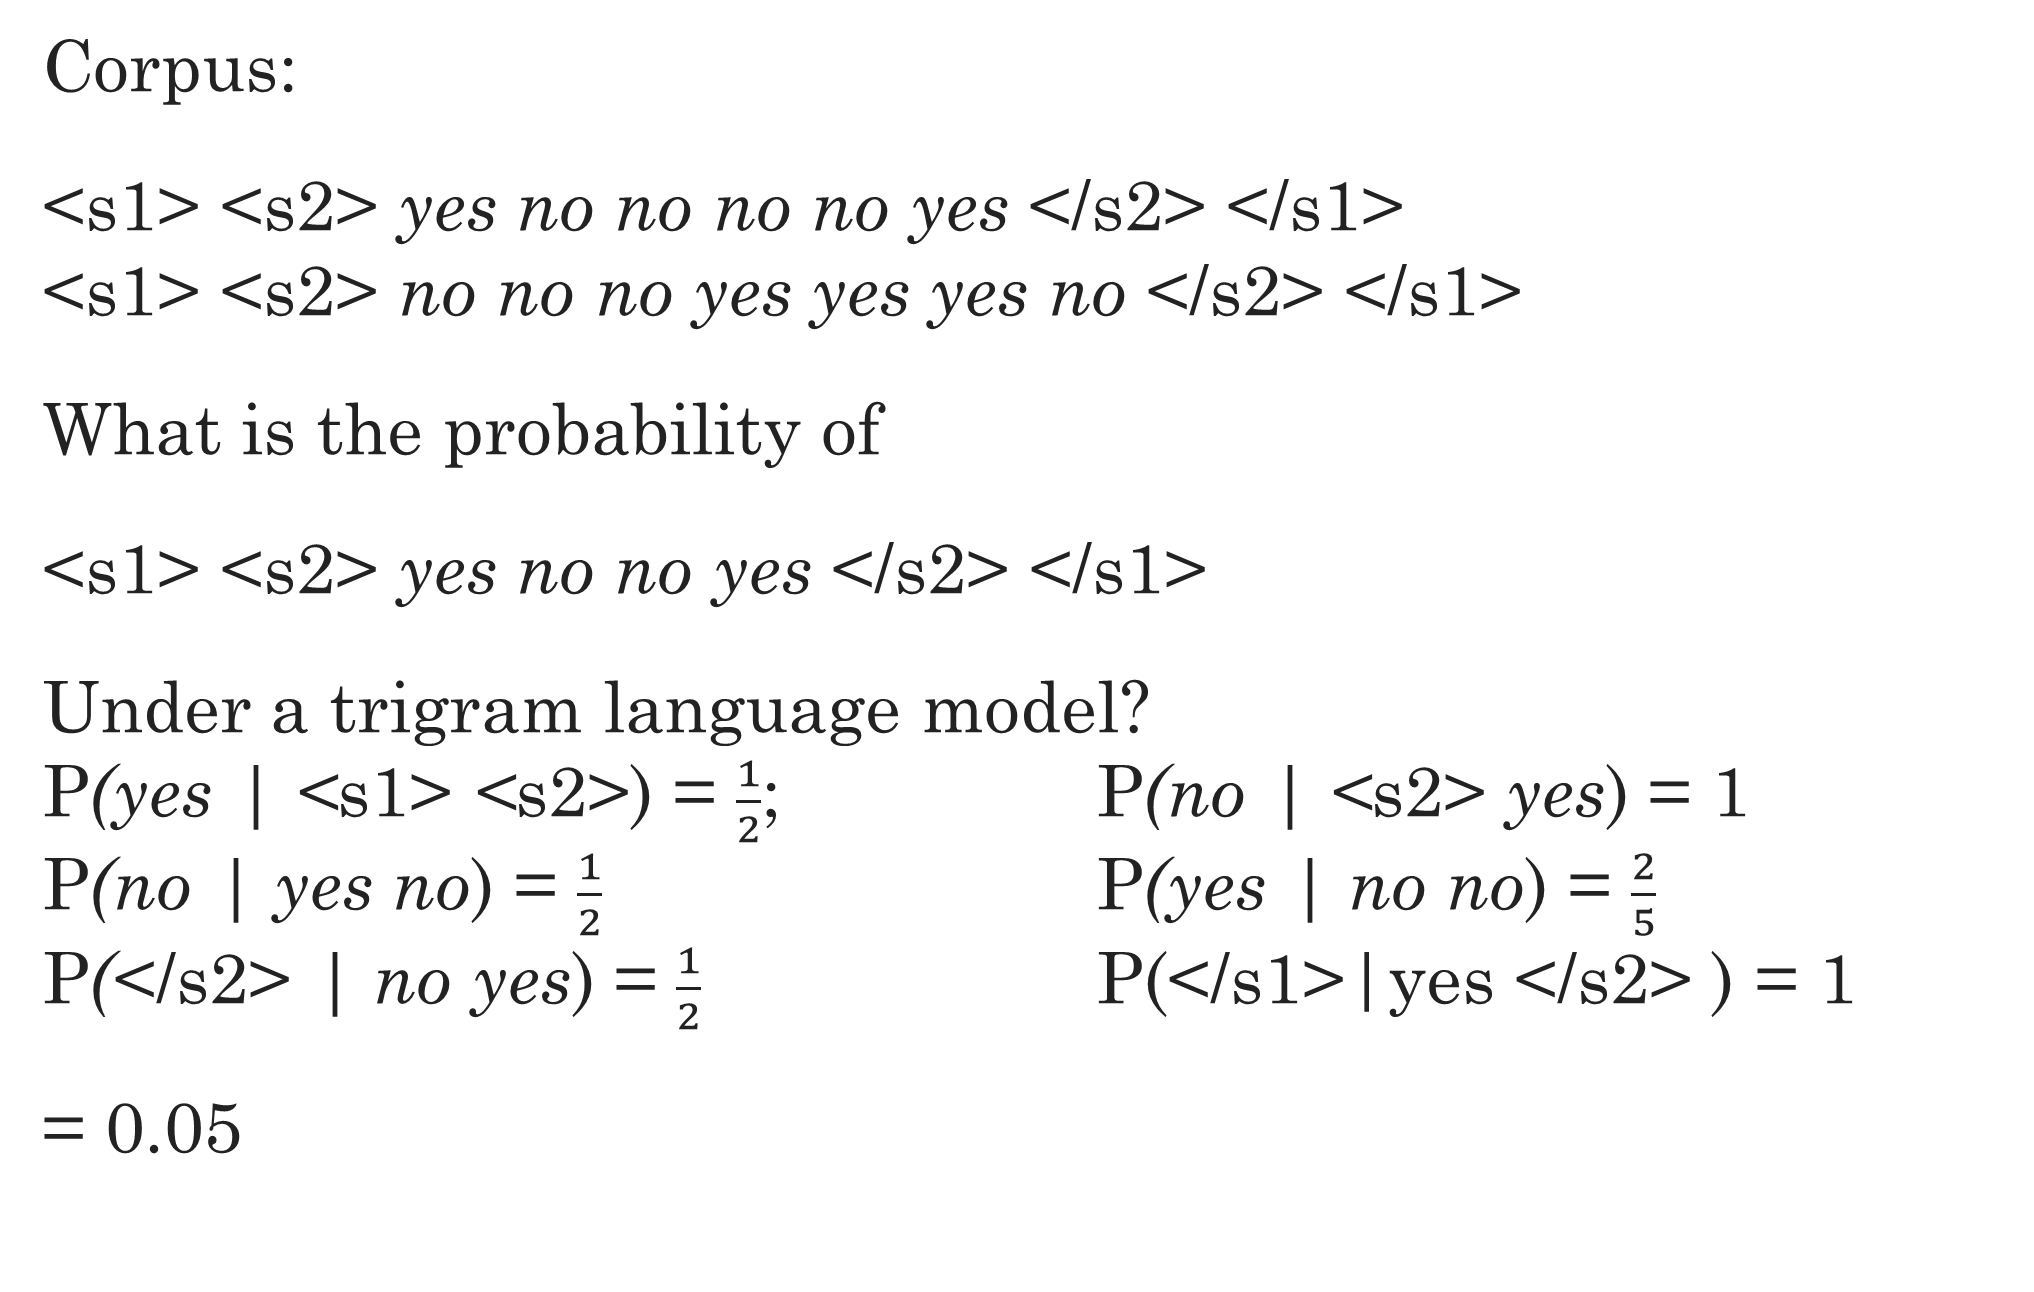 Corpus:
<s1> <s2> yes no no no no yes </s2> </s1>
<s1> <s2> no no no yes yes yes no </s2> </s1>
What is the probability of
<s1> <s2> yes no no yes </s2> </s1>
Under a trigram language model?
P(yes | <s1> <s2>) = 1/2; P(no | <s2> yes) = 1
P(no | yes no) = 1/2 P(yes | no no) = 2/5
P(</s2> | no yes) = 1/2 P(</s1>|yes </s2> ) = 1
= 0.05